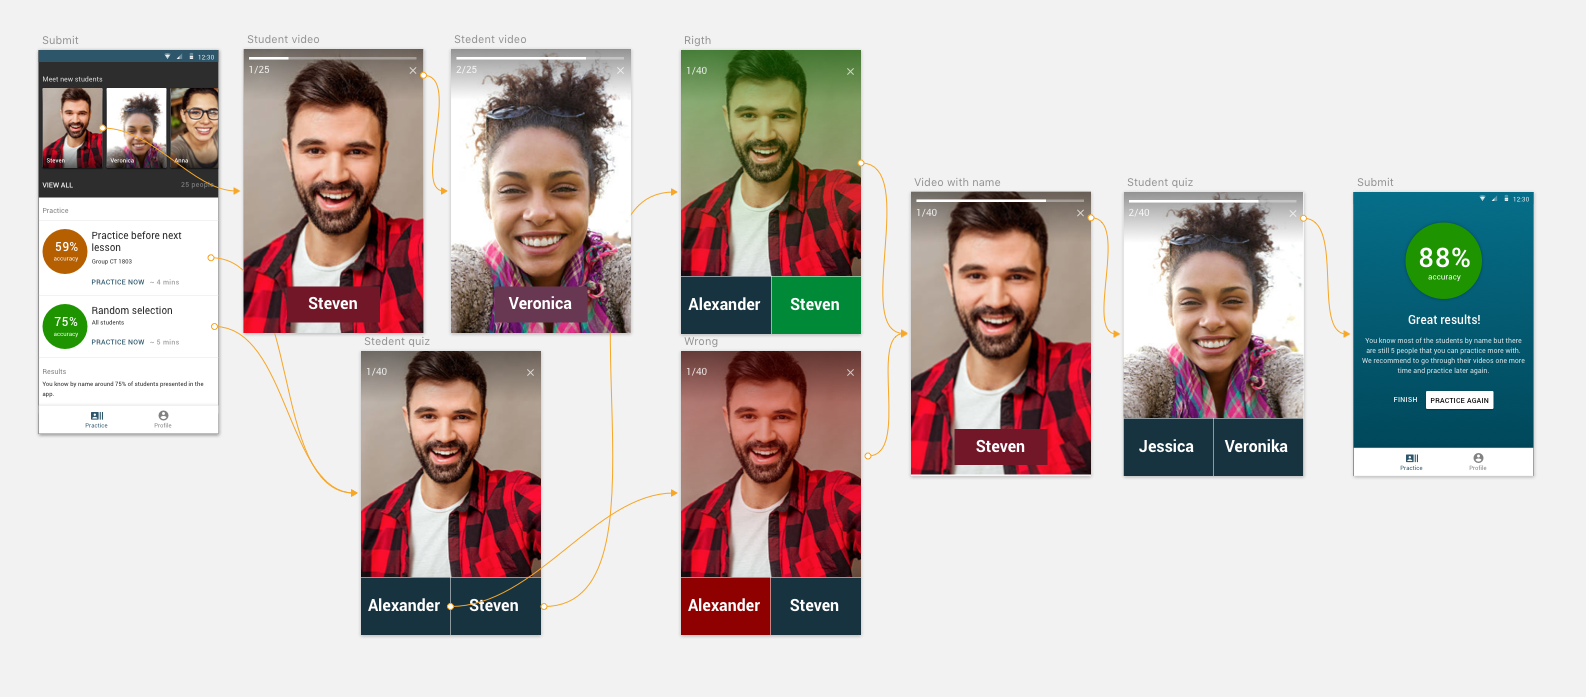 Submit
12:30
Meet new students
Steven
Veronica
Anna
VIEW ALL
25 people
Practice
59%
accuracy
Practice before next
lesson
Group CT 1803
PRACTICE NOW
~ 4 mins
75%
accuracy
Random selection
All students
PRACTICE NOW
~ 5 mins
Results
You know by name around 75% of students presented in the
app.
Practice
Profile
Student video
1/25
Steven
Stedent video
2/25
Veronica
Stedent quiz
1/40
Alexander
Steven
Rigth
1/40
Alexander
Steven
Wrong
1/40
Alexander
Steven
Video with name
1/40
Steven
Student quiz
2/40
Jessica
Veronika
Submit
12:30
88%
accuracy
Great results!
You know most of the students by name but there
are still 5 people that you can practice more with.
We recommend to go through their videos one more
time and practice later again.
FINISH
PRACTICE AGAIN
Practice
Profile